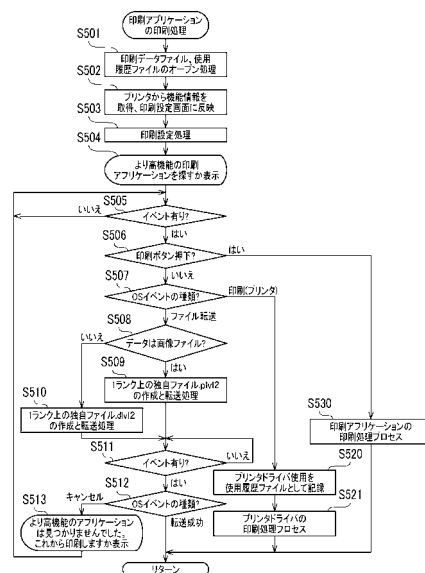 印刷アプリケーション
の印刷処理
S501
印刷データファイル、使用
履歴ファイルのオープン処理
S502
プリンタから機能情報を
取得、印刷設定画面に反映
S503
印刷設定処理
S504
より高機能の印刷
アプリケーションを探すか表示
S505
いいえ
イベント有り?
はい
S506
印刷ボタン押下?
はい
いいえ
S507
OSイベントの種類?
印刷(プリンタ)
ファイル転送
S508
いいえ
データは画像ファイル?
はい
S509
1ランク上の独自ファイル.plvl2
の作成と転送処理
S510
1ランク上の独自ファイル.dlvl2
の作成と転送処理
S530
印刷アプリケーションの
印刷処理プロセス
S511
イベント有り?
いいえ
はい
S520
プリンタドライバ使用を
使用履歴ファイルとして記録
S512
キャンセル
OSイベントの種類?
転送成功
S521
プリンタドライバの
印刷処理プロセス
S513
より高機能のアプリケーション
は見つかりませんでした。
これから印刷しますか表示
リターン